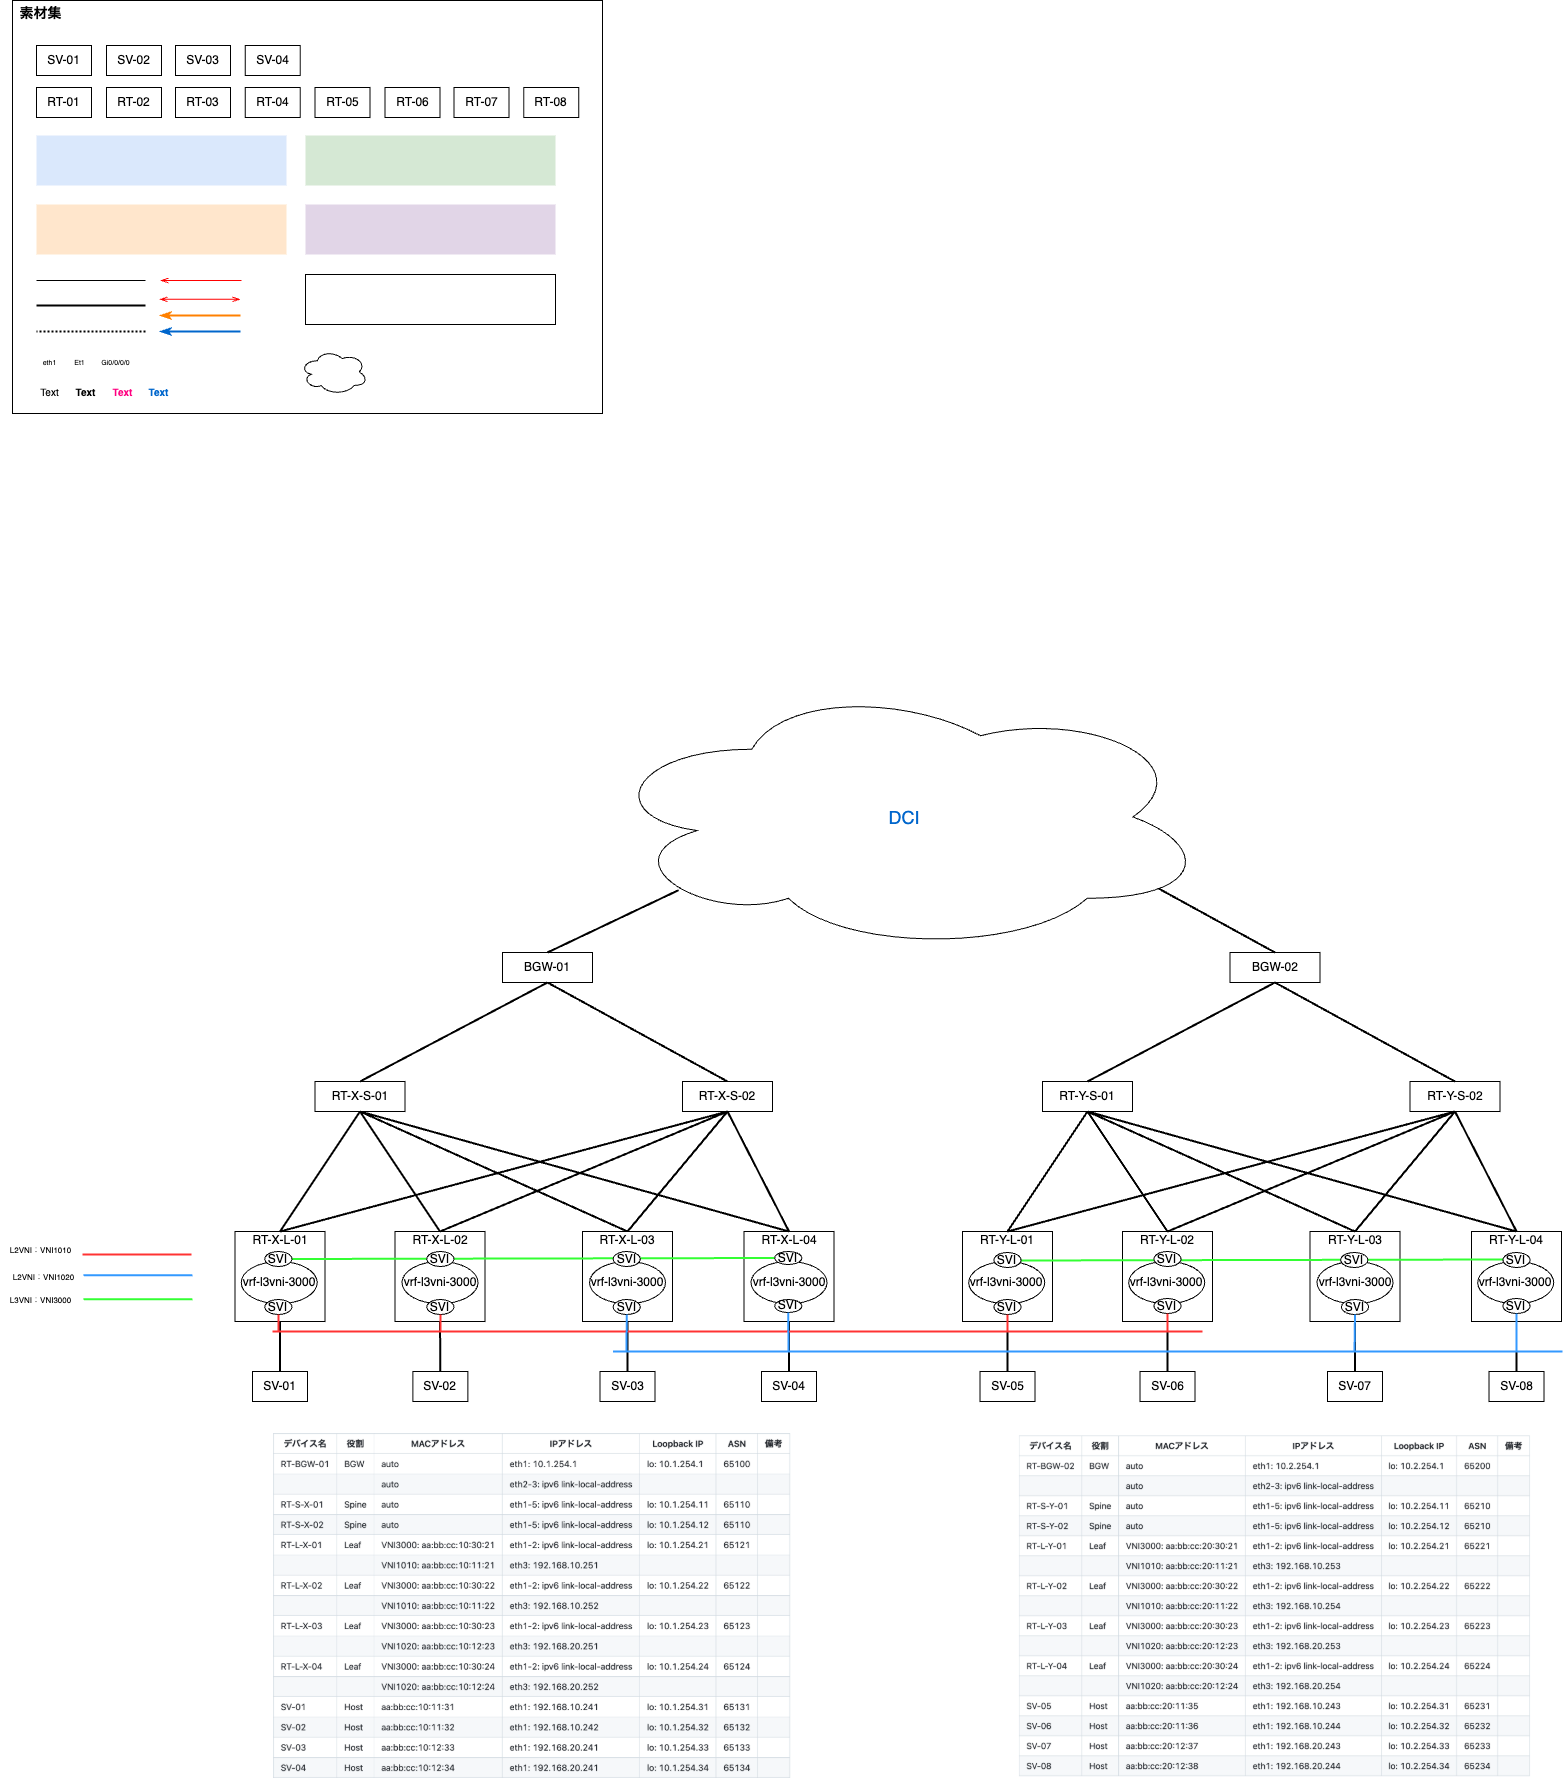 素材集
SV-01 SV-02 SV-03 SV-04
RT-01 RT-02 RT-03 RT-04 RT-05 RT-06 RT-07 RT-08
eth1 Et1 Gi0/0/0/0
Text Text Text Text
DCI
BGW-01 BGW-02
RT-X-S-01 RT-X-S-02 RT-Y-S-01 RT-Y-S-02
RT-X-L-01 RT-X-L-02 RT-X-L-03 RT-X-L-04 RT-Y-L-01 RT-Y-L-02 RT-Y-L-03 RT-Y-L-04
L2VNI：VNI1010
SVI SVI SVI SVI SVI SVI SVI SVI
L2VNI：VNI1020
vrf-l3vni-3000 vrf-l3vni-3000 vrf-l3vni-3000 vrf-l3vni-3000 vrf-l3vni-3000 vrf-l3vni-3000 vrf-l3vni-3000 vrf-l3vni-3000
L3VNI：VNI3000
SVI SVI SVI SVI SVI SVI SVI SVI
SV-01 SV-02 SV-03 SV-04 SV-05 SV-06 SV-07 SV-08
デバイス名 役割 MACアドレス IPアドレス Loopback IP ASN 備考
RT-BGW-01 BGW auto eth1: 10.1.254.1 lo: 10.1.254.1 65100
auto eth2-3: ipv6 link-local-address
RT-S-X-01 Spine auto eth1-5: ipv6 link-local-address lo: 10.1.254.11 65110
RT-S-X-02 Spine auto eth1-5: ipv6 link-local-address lo: 10.1.254.12 65110
RT-L-X-01 Leaf VNI3000: aa:bb:cc:10:30:21 eth1-2: ipv6 link-local-address lo: 10.1.254.21 65121
VNI1010: aa:bb:cc:10:11:21 eth3: 192.168.10.251
RT-L-X-02 Leaf VNI3000: aa:bb:cc:10:30:22 eth1-2: ipv6 link-local-address lo: 10.1.254.22 65122
VNI1010: aa:bb:cc:10:11:22 eth3: 192.168.10.252
RT-L-X-03 Leaf VNI3000: aa:bb:cc:10:30:23 eth1-2: ipv6 link-local-address lo: 10.1.254.23 65123
VNI1020: aa:bb:cc:10:12:23 eth3: 192.168.20.251
RT-L-X-04 Leaf VNI3000: aa:bb:cc:10:30:24 eth1-2: ipv6 link-local-address lo: 10.1.254.24 65124
VNI1020: aa:bb:cc:10:12:24 eth3: 192.168.20.252
SV-01 Host aa:bb:cc:10:11:31 eth1: 192.168.10.241 lo: 10.1.254.31 65131
SV-02 Host aa:bb:cc:10:11:32 eth1: 192.168.10.242 lo: 10.1.254.32 65132
SV-03 Host aa:bb:cc:10:12:33 eth1: 192.168.20.241 lo: 10.1.254.33 65133
SV-04 Host aa:bb:cc:10:12:34 eth1: 192.168.20.241 lo: 10.1.254.34 65134
デバイス名 役割 MACアドレス IPアドレス Loopback IP ASN 備考
RT-BGW-02 BGW auto eth1: 10.2.254.1 lo: 10.2.254.1 65200
auto eth2-3: ipv6 link-local-address
RT-S-Y-01 Spine auto eth1-5: ipv6 link-local-address lo: 10.2.254.11 65210
RT-S-Y-02 Spine auto eth1-5: ipv6 link-local-address lo: 10.2.254.12 65210
RT-L-Y-01 Leaf VNI3000: aa:bb:cc:20:30:21 eth1-2: ipv6 link-local-address lo: 10.2.254.21 65221
VNI1010: aa:bb:cc:20:11:21 eth3: 192.168.10.253
RT-L-Y-02 Leaf VNI3000: aa:bb:cc:20:30:22 eth1-2: ipv6 link-local-address lo: 10.2.254.22 65222
VNI1010: aa:bb:cc:20:11:22 eth3: 192.168.10.254
RT-L-Y-03 Leaf VNI3000: aa:bb:cc:20:30:23 eth1-2: ipv6 link-local-address lo: 10.2.254.23 65223
VNI1020: aa:bb:cc:20:12:23 eth3: 192.168.20.253
RT-L-Y-04 Leaf VNI3000: aa:bb:cc:20:30:24 eth1-2: ipv6 link-local-address lo: 10.2.254.24 65224
VNI1020: aa:bb:cc:20:12:24 eth3: 192.168.20.254
SV-05 Host aa:bb:cc:20:11:35 eth1: 192.168.10.243 lo: 10.2.254.31 65231
SV-06 Host aa:bb:cc:20:11:36 eth1: 192.168.10.244 lo: 10.2.254.32 65232
SV-07 Host aa:bb:cc:20:12:37 eth1: 192.168.20.243 lo: 10.2.254.33 65233
SV-08 Host aa:bb:cc:20:12:38 eth1: 192.168.20.244 lo: 10.2.254.34 65234